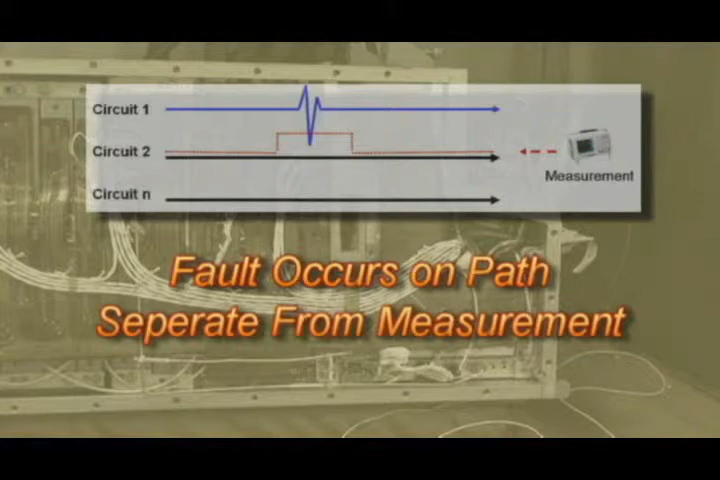 Circuit 1
Circuit 2
Measurement
Circuit n
Fault Occurs on Path
Seperate From Measurement